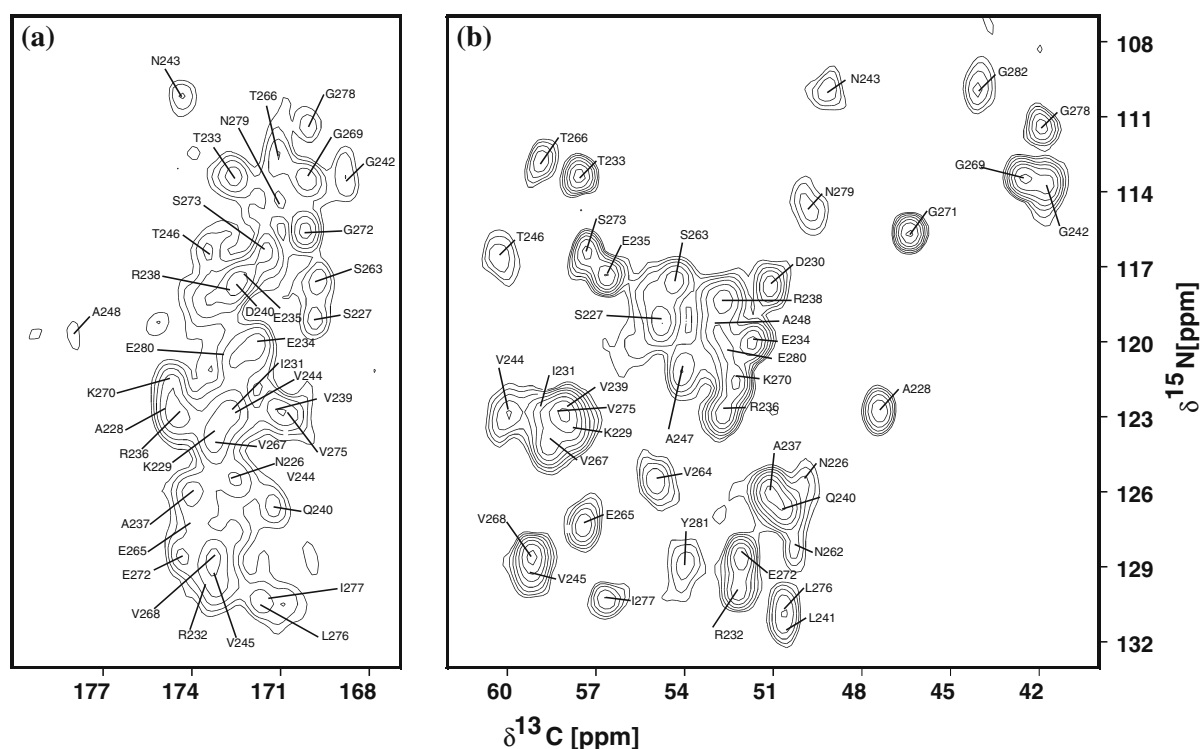 (a)
N243
T266
G278
N279
T233
G269
G242
S273
T246
G272
R238
S263
D240
E235
S227
A248
E234
E280
I231
K270
V244
V239
A228
R236
K229
V267
V275
N226
V244
A237
Q240
E265
E272
I277
V268
R232
V245
L276
177 174 171 168
(b)
N243
G282
G278
T266
T233
G269
N279
G242
G271
S273
E235
S263
T246
D230
R238
S227
A248
E234
E280
V244
I231
V239
K270
V275
R236
A228
K229
A247
V267
A237
V264
N226
Q240
E265
V268
Y281
N262
V245
E272
I277
L276
R232
L241
60 57 54 51 48 45 42
108
111
114
117
120
123
126
129
132
δ 15N[ppm]
δ 13C [ppm]